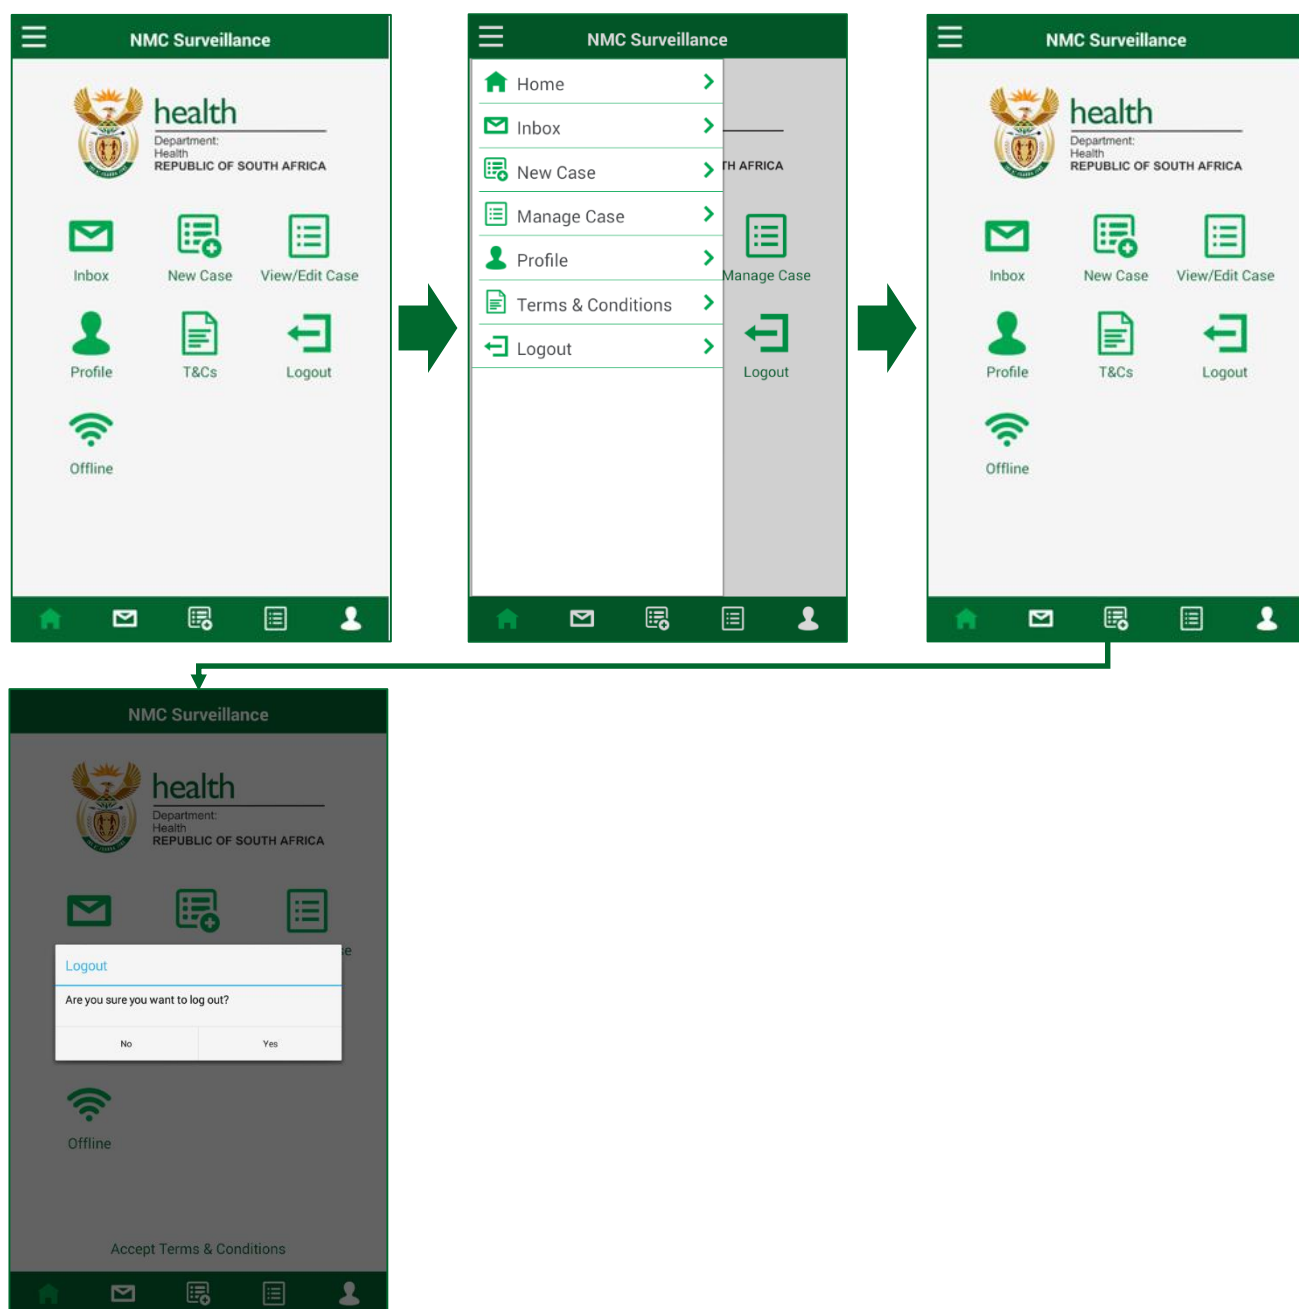 NMC Surveillance
health
Department:
Health
REPUBLIC OF SOUTH AFRICA
Inbox
New Case
View/Edit Case
Profile
T&Cs
Logout
Offline
NMC Surveillance
Home
Inbox
New Case
Manage Case
Profile
Terms & Conditions
Logout
TH AFRICA
Manage Case
Logout
NMC Surveillance
health
Department:
Health
REPUBLIC OF SOUTH AFRICA
Inbox
New Case
View/Edit Case
Profile
T&Cs
Logout
Offline
NMC Surveillance
health
Department:
Health
REPUBLIC OF SOUTH AFRICA
Logout
Are you sure you want to log out?
No
Yes
Offline
Accept Terms & Conditions